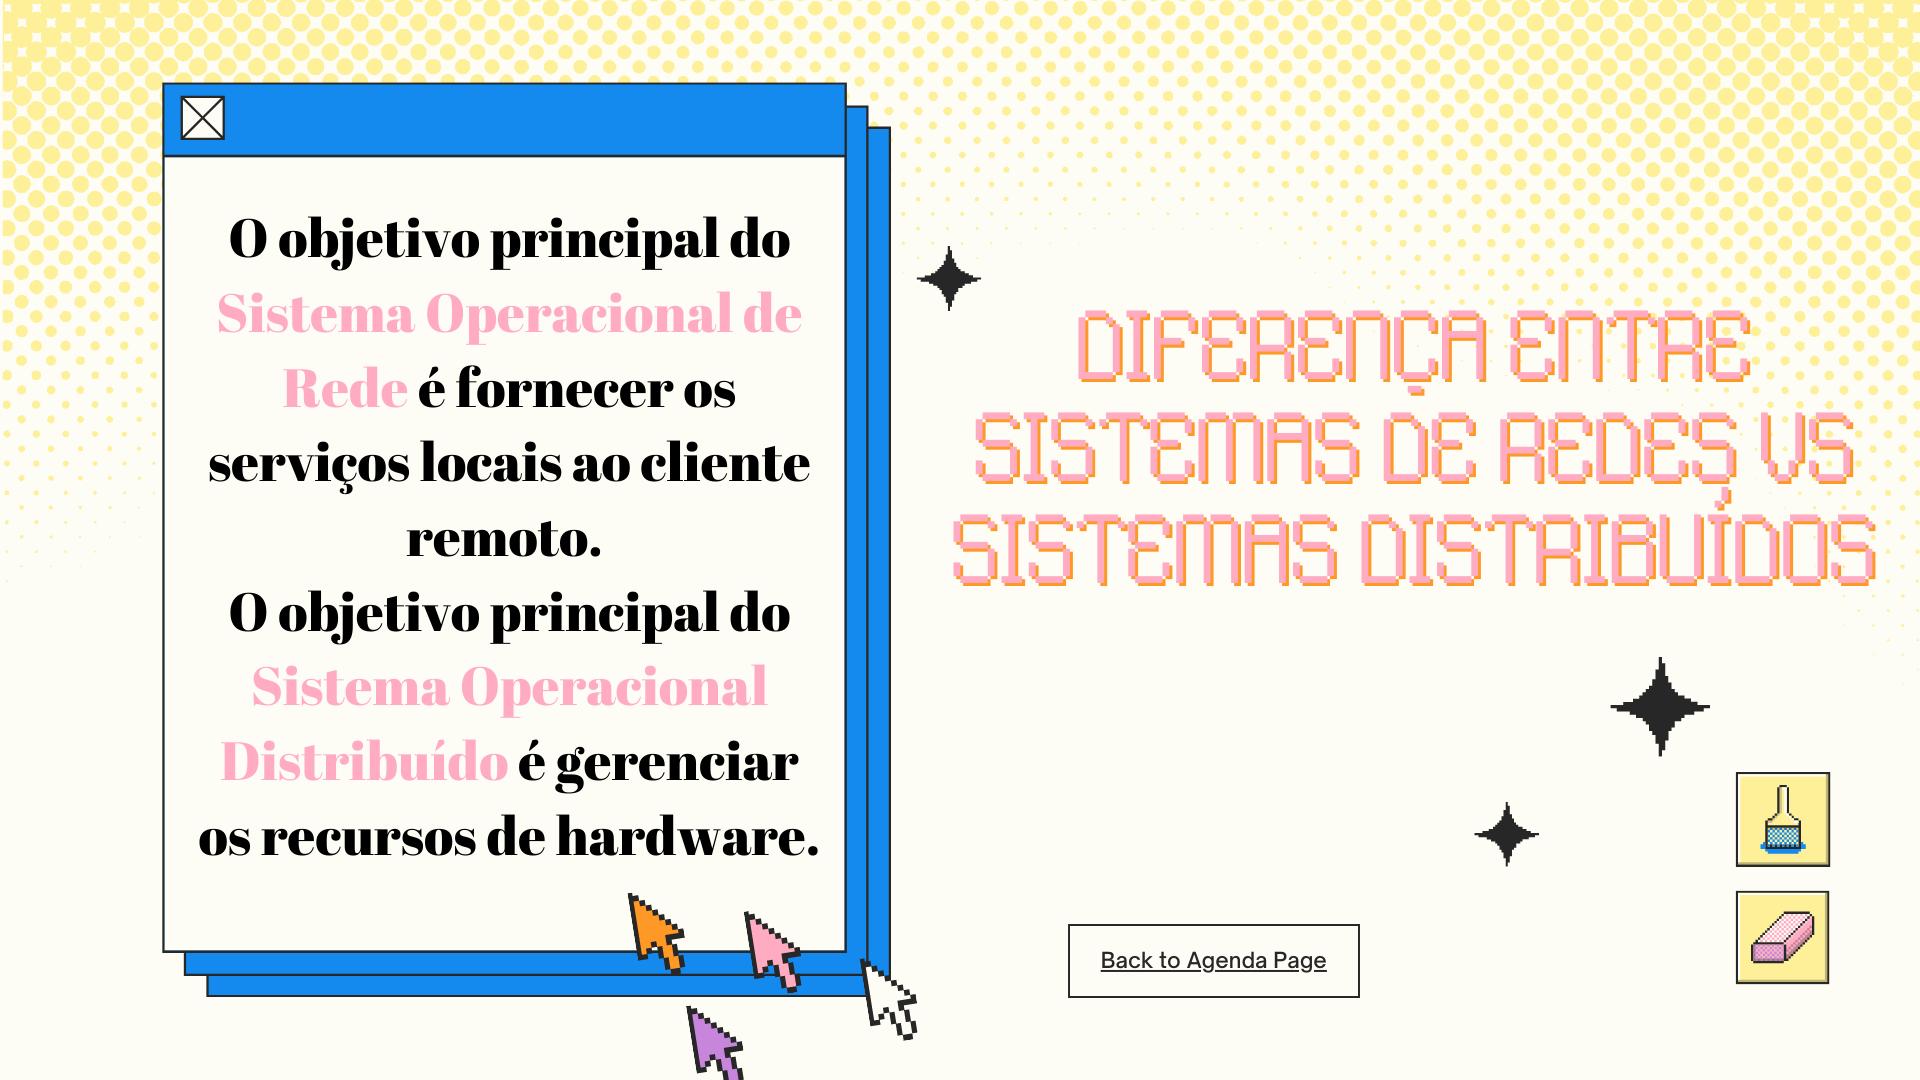 O objetivo principal do
Sistema Operacional de
Rede é fornecer os
serviços locais ao cliente
remoto.
O objetivo principal do
Sistema Operacional
Distribuído é gerenciar
os recursos de hardware.
DIFERENÇA ENTRE
SISTEMAS DE REDES VS
SISTEMAS DISTRIBUÍDOS
Back to Agenda Page